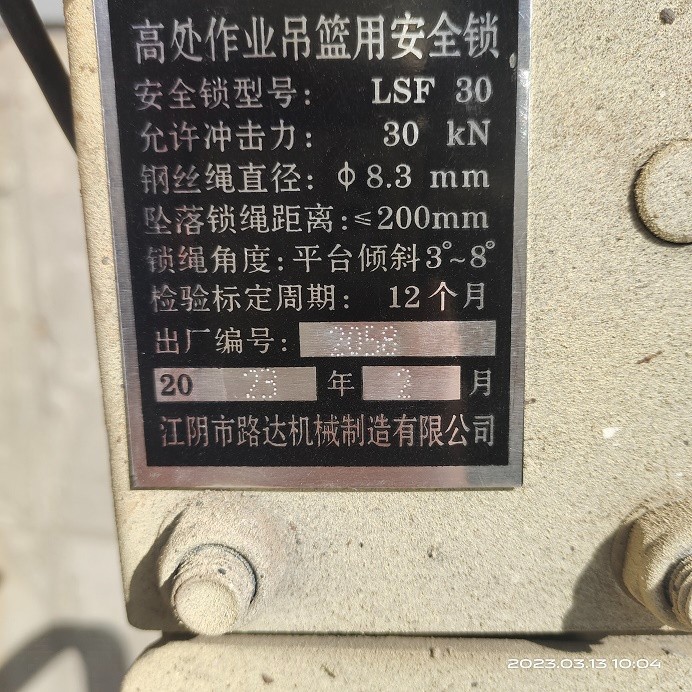 高处作业吊篮用安全锁
安全锁型号: LSF 30
允许冲击力: 30 kN
钢丝绳直径: φ8.3 mm
坠落锁绳距离:≤200mm
锁绳角度:平台倾斜3°~8°
检验标定周期: 12个月
出厂编号: 2058
20 23 年 2 月
江阴市路达机械制造有限公司
2023.03.13 10:04